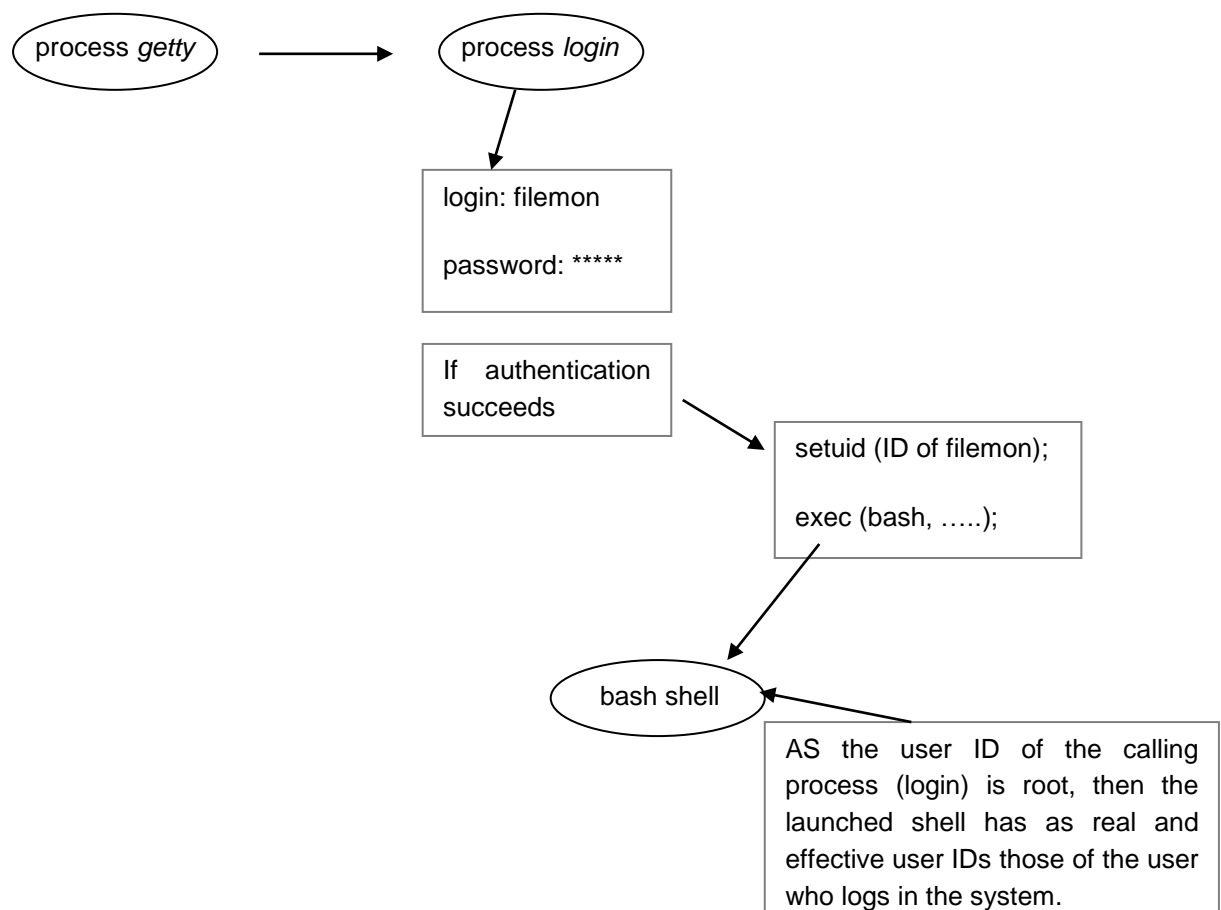 process getty
process login
login: filemon
password: *****
If authentication
succeeds
setuid (ID of filemon);
exec (bash, …..);
bash shell
AS the user ID of the calling
process (login) is root, then the
launched shell has as real and
effective user IDs those of the user
who logs in the system.